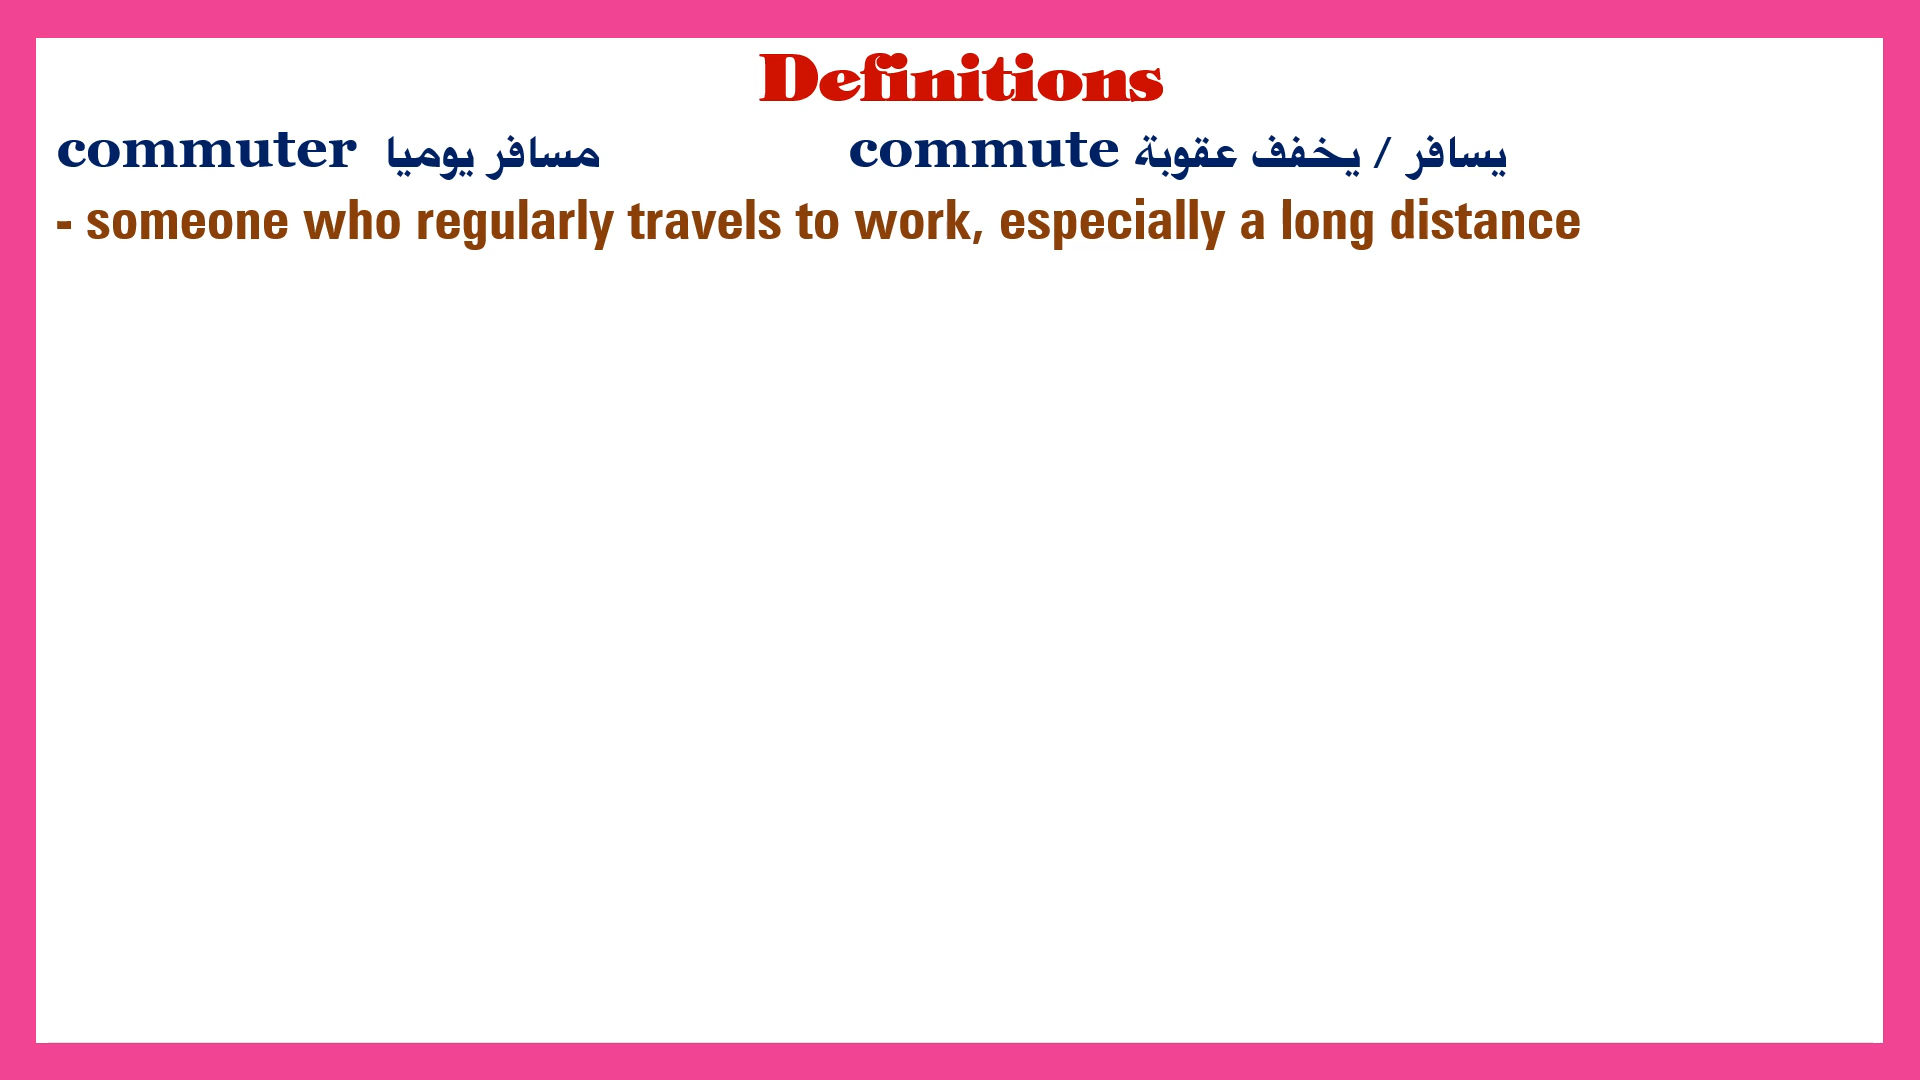 Definitions
commuter مسافر يوميا commute يسافر / يخفف عقوبة
- someone who regularly travels to work, especially a long distance